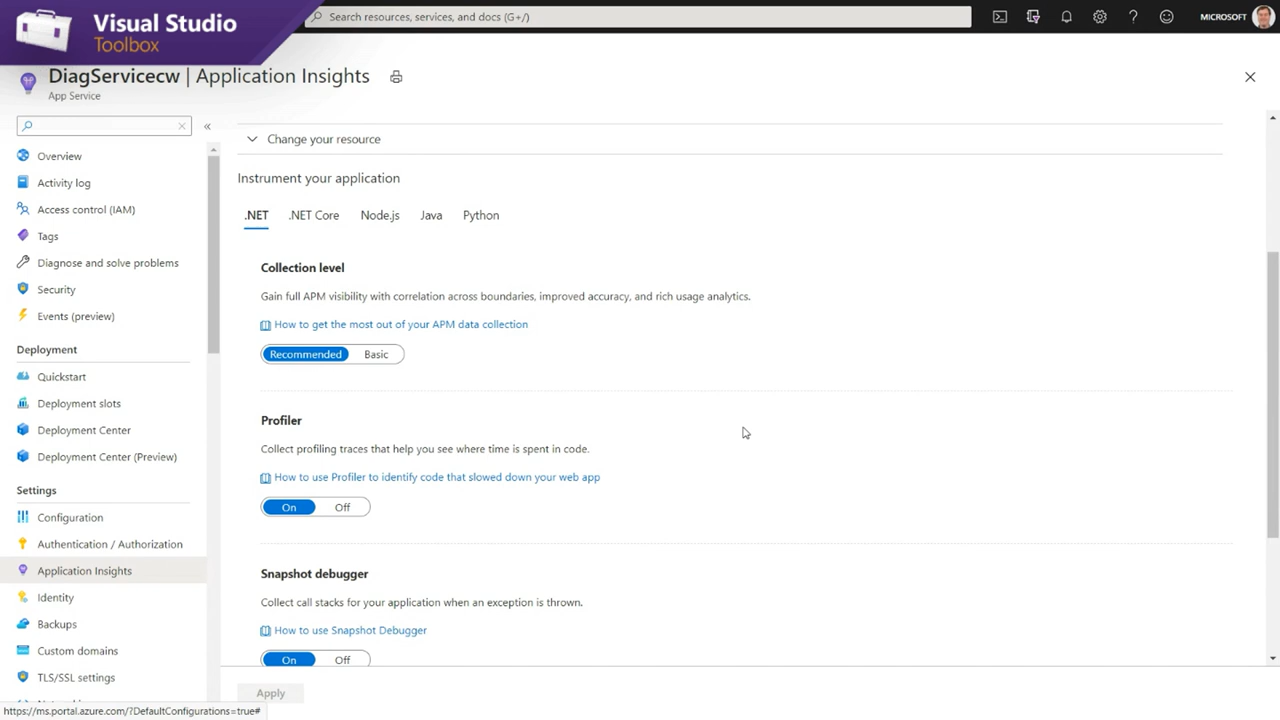 Visual Studio
Toolbox
Search resources, services, and docs (G+/)
MICROSOFT
DiagServicecw | Application Insights
App Service
Overview
Activity log
Access control (IAM)
Tags
Diagnose and solve problems
Security
Events (preview)
Deployment
Quickstart
Deployment slots
Deployment Center
Deployment Center (Preview)
Settings
Configuration
Authentication / Authorization
Application Insights
Identity
Backups
Custom domains
TLS/SSL settings
https://ms.portal.azure.com/?DefaultConfigurations=true#
Change your resource
Instrument your application
.NET .NET Core Node.js Java Python
Collection level
Gain full APM visibility with correlation across boundaries, improved accuracy, and rich usage analytics.
How to get the most out of your APM data collection
Recommended Basic
Profiler
Collect profiling traces that help you see where time is spent in code.
How to use Profiler to identify code that slowed down your web app
On Off
Snapshot debugger
Collect call stacks for your application when an exception is thrown.
How to use Snapshot Debugger
On Off
Apply